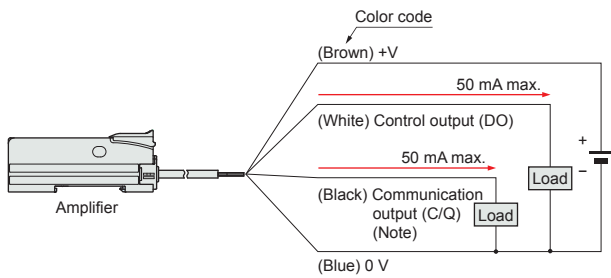 Color code
(Brown) +V
50 mA max.
(White) Control output (DO)
+
50 mA max.
Load
−
(Black) Communication
output (C/Q)
(Note)
Load
Amplifier
(Blue) 0 V